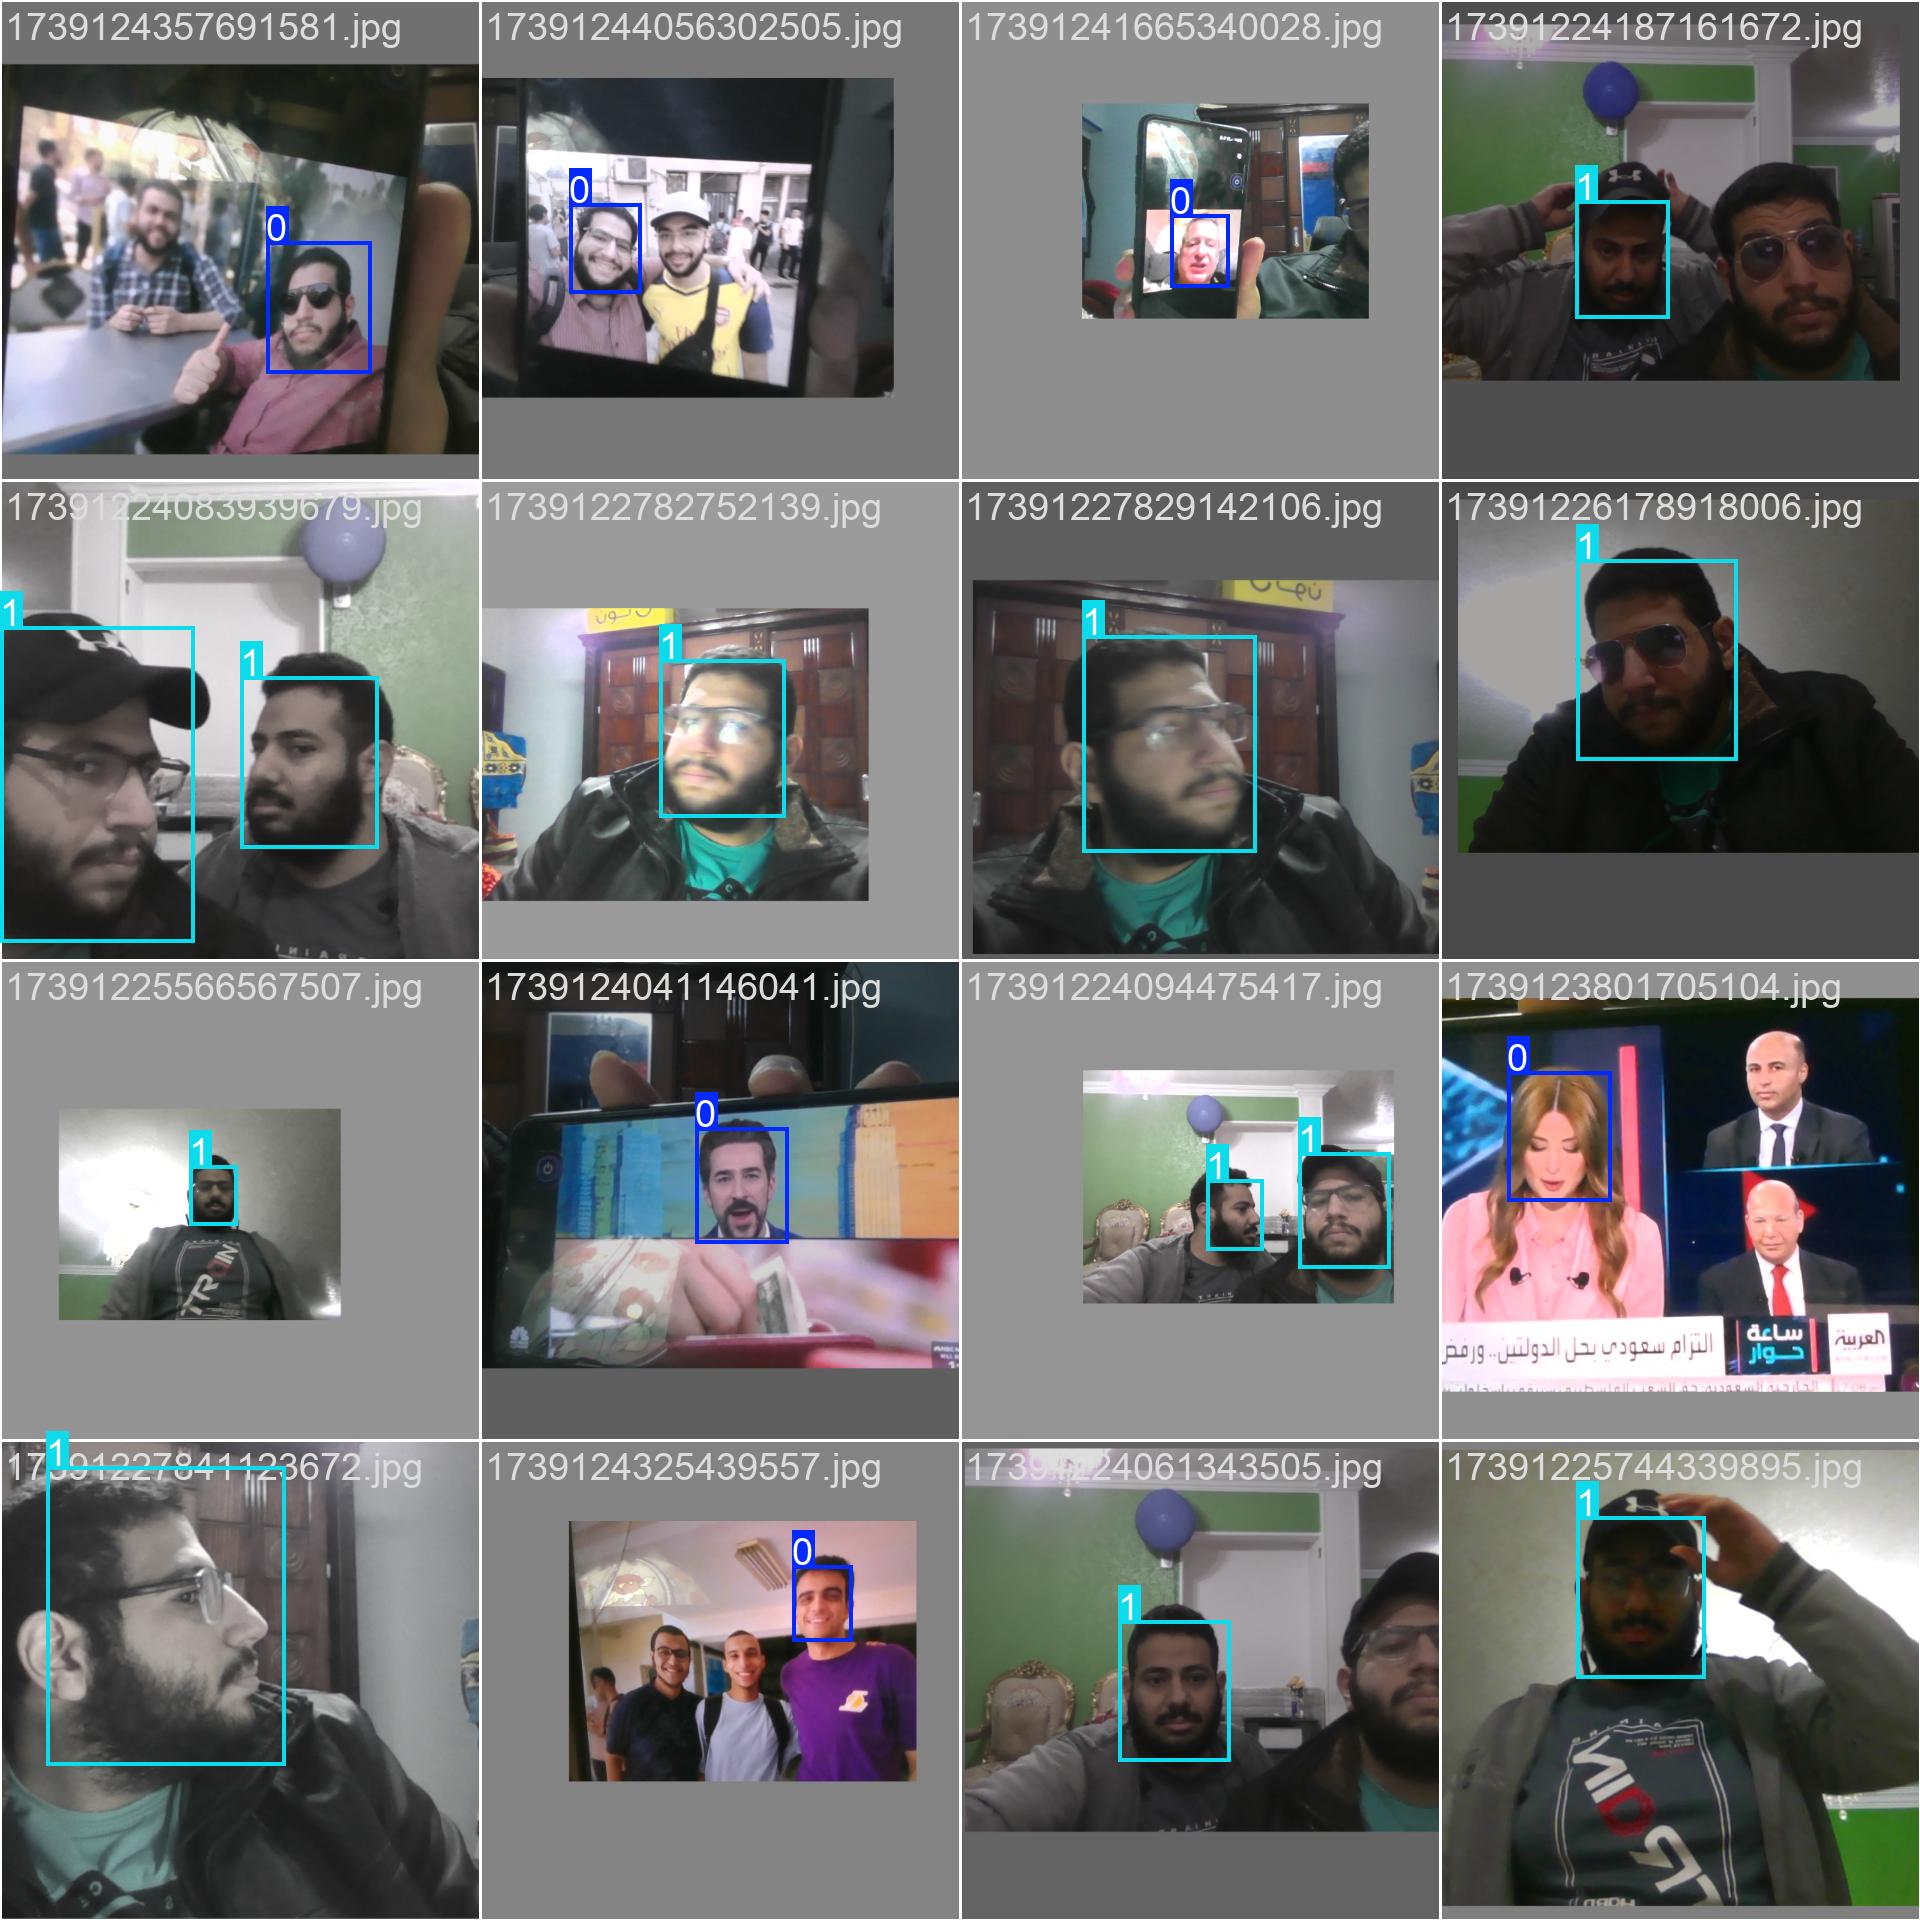 1739124357691581.jpg
17391244056302505.jpg
17391241665340028.jpg
17391224187161672.jpg
0
0
0
1
17391224083939679.jpg
1739122782752139.jpg
17391227829142106.jpg
17391226178918006.jpg
1
1
1
1
1
17391225566567507.jpg
1739124041146041.jpg
17391224094475417.jpg
1739123801705104.jpg
1
0
1
1
0
التزام سعودي بحل الدولتين.. ورفض
ساعة
حوار
العربية
17391227841123672.jpg
1739124325439557.jpg
17391224061343505.jpg
17391225744339895.jpg
1
0
1
1